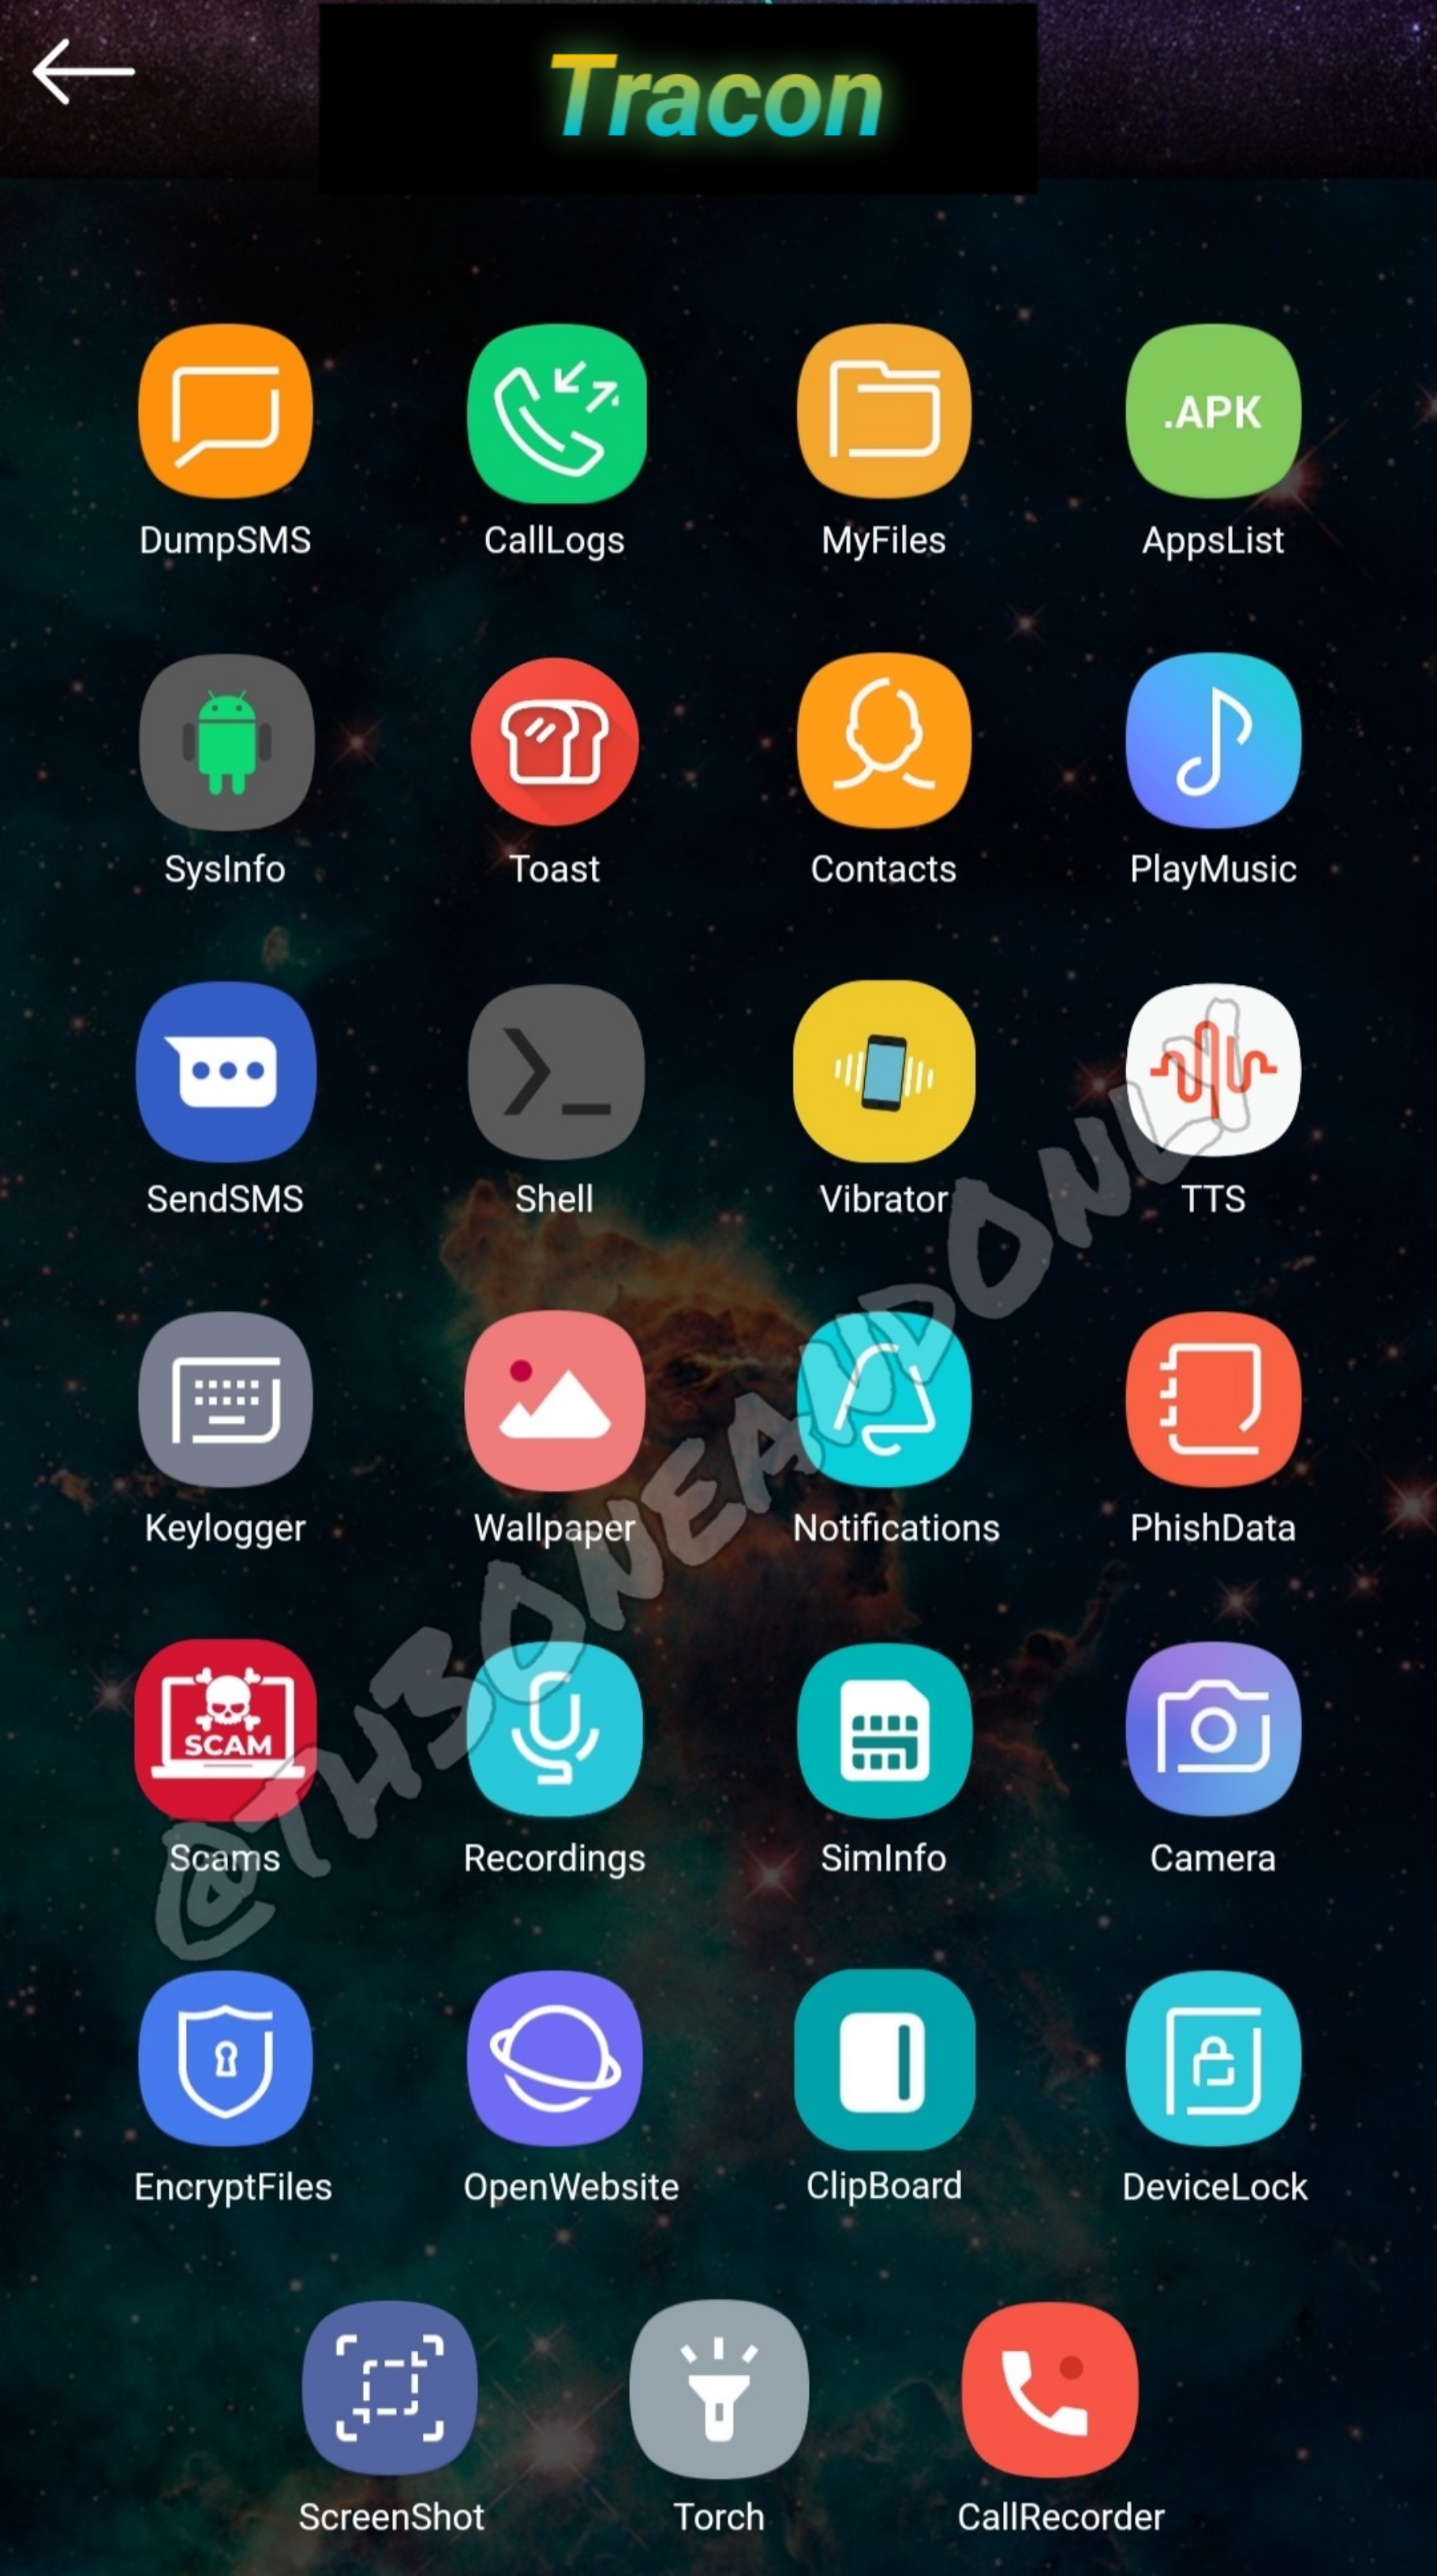 Tracon
.APK
DumpSMS CallLogs MyFiles AppsList
SysInfo Toast Contacts PlayMusic
SendSMS Shell Vibrator TTS
Keylogger Wallpaper Notifications PhishData
SCAM
Scams Recordings SimInfo Camera
@TH3ONEANDONLY
EncryptFiles OpenWebsite ClipBoard DeviceLock
ScreenShot Torch CallRecorder